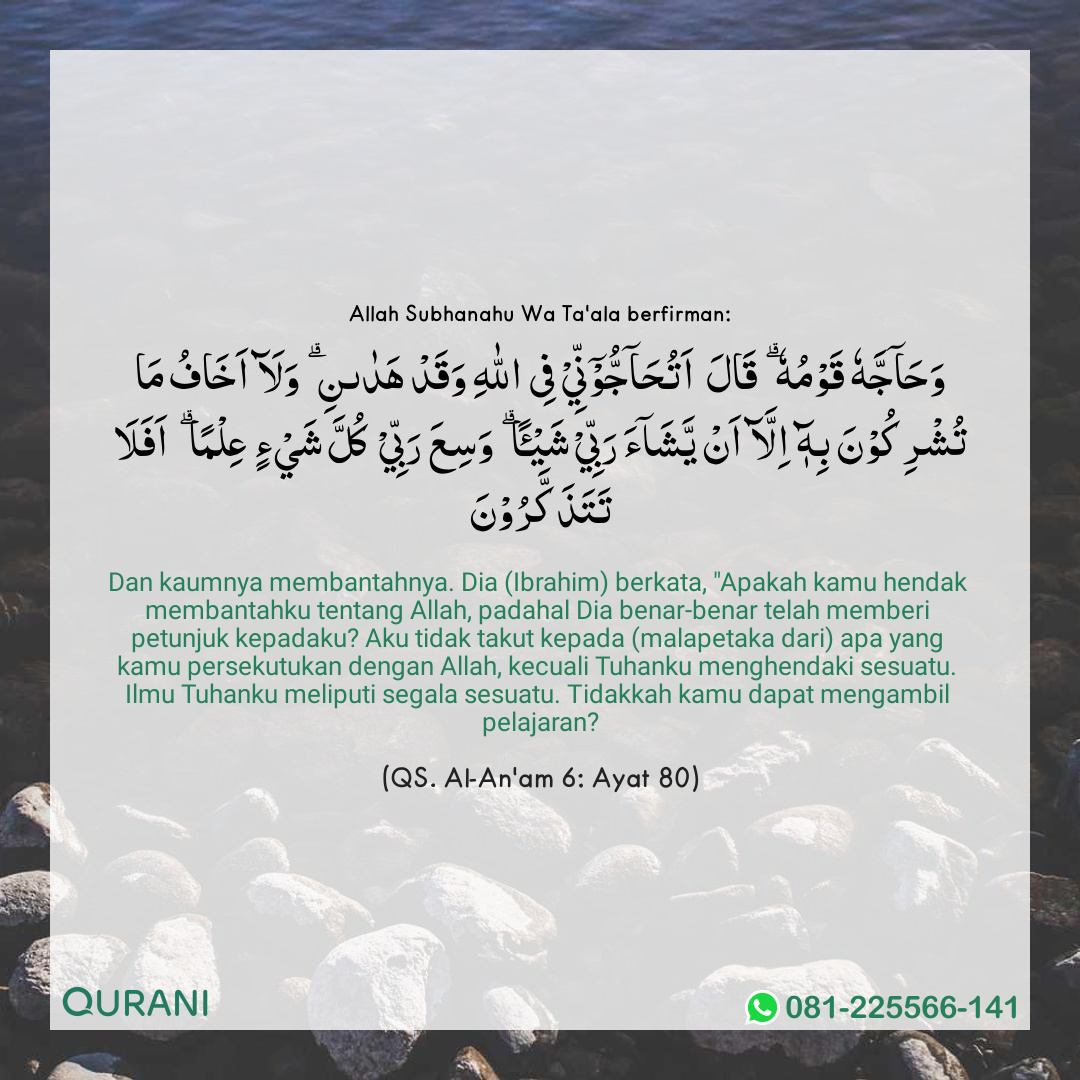 Allah Subhanahu Wa Ta'ala berfirman:
وَحَآجَّهٗ قَوْمُهٗ ۗ قَالَ اَتُحَآجُّوْٓنِّيْ فِى اللّٰهِ وَقَدْ هَدٰىنِ ۗ وَلَآ اَخَافُ مَا
تُشْرِكُوْنَ بِهٖٓ اِلَّآ اَنْ يَّشَآءَ رَبِّيْ شَيْـًٔا ۗ وَسِعَ رَبِّيْ كُلَّ شَيْءٍ عِلْمًا ۗ اَفَلَا
تَتَذَكَّرُوْنَ
Dan kaumnya membantahnya. Dia (Ibrahim) berkata, "Apakah kamu hendak
membantahku tentang Allah, padahal Dia benar-benar telah memberi
petunjuk kepadaku? Aku tidak takut kepada (malapetaka dari) apa yang
kamu persekutukan dengan Allah, kecuali Tuhanku menghendaki sesuatu.
Ilmu Tuhanku meliputi segala sesuatu. Tidakkah kamu dapat mengambil
pelajaran?
(QS. Al-An'am 6: Ayat 80)
QURANI
081-225566-141